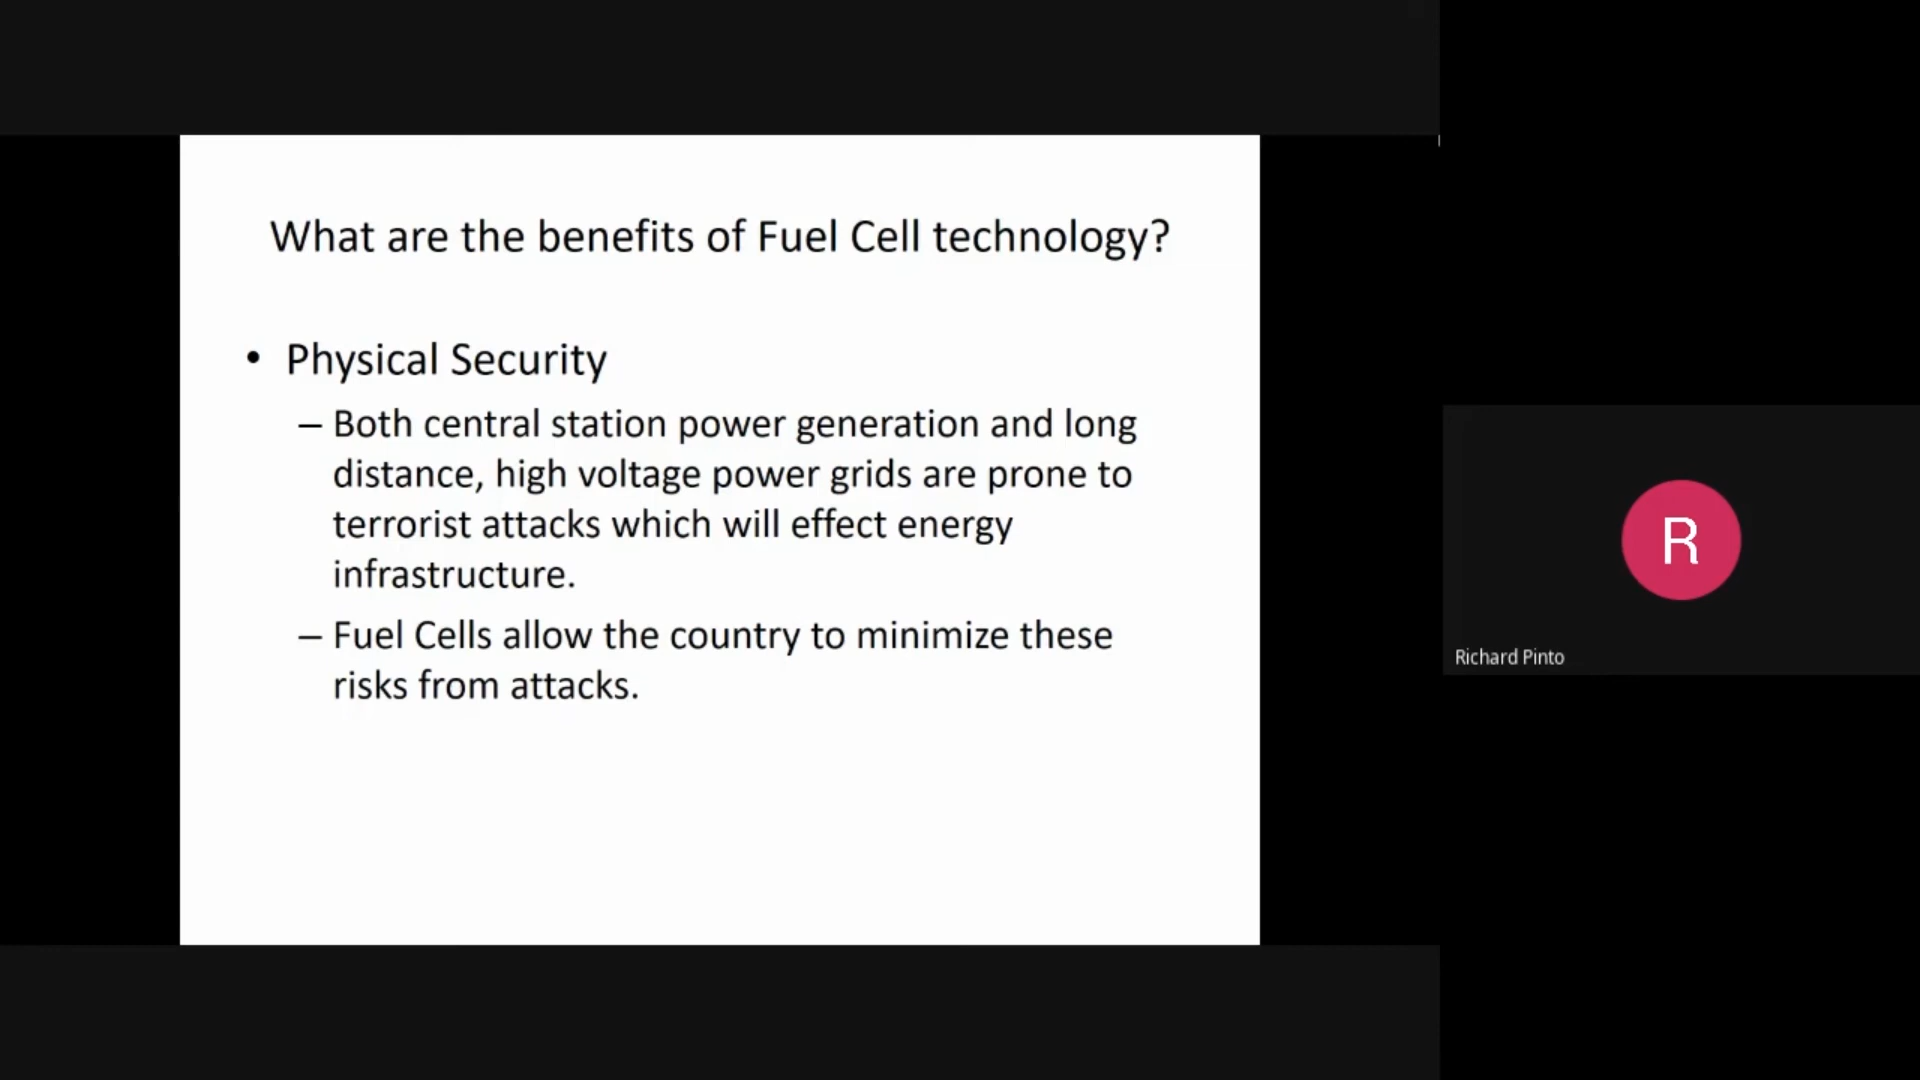 What are the benefits of Fuel Cell technology?
• Physical Security
– Both central station power generation and long
distance, high voltage power grids are prone to
terrorist attacks which will effect energy
infrastructure.
– Fuel Cells allow the country to minimize these
risks from attacks.
R
Richard Pinto